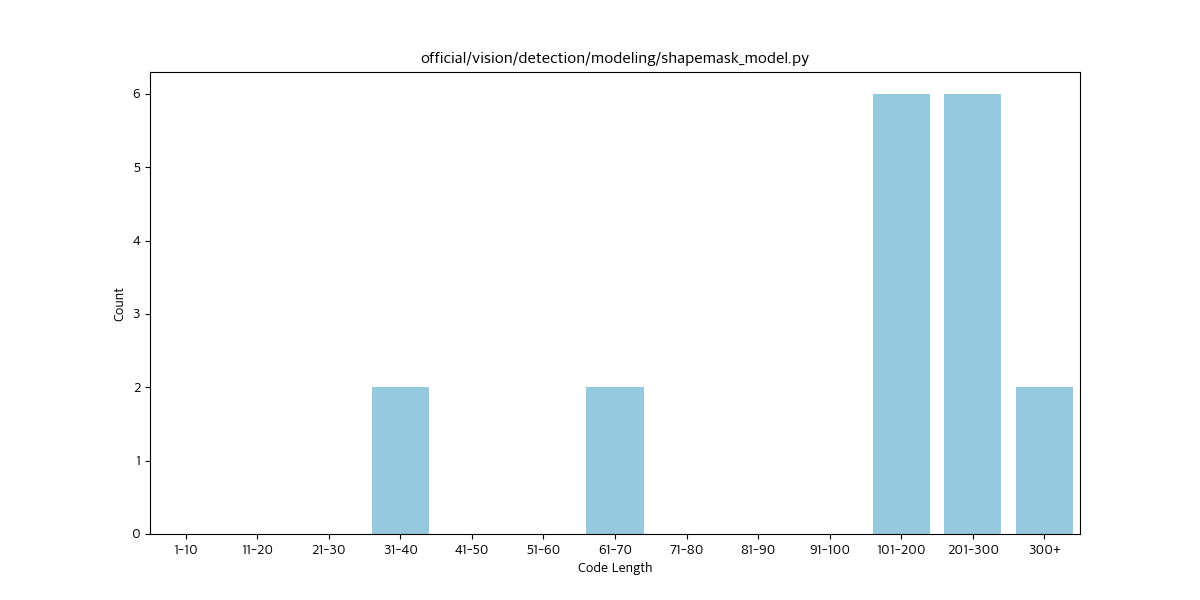 official/vision/detection/modeling/shapemask_model.py
6
5
4
3
2
1
0
Count
1-10 11-20 21-30 31-40 41-50 51-60 61-70 71-80 81-90 91-100 101-200 201-300 300+
Code Length